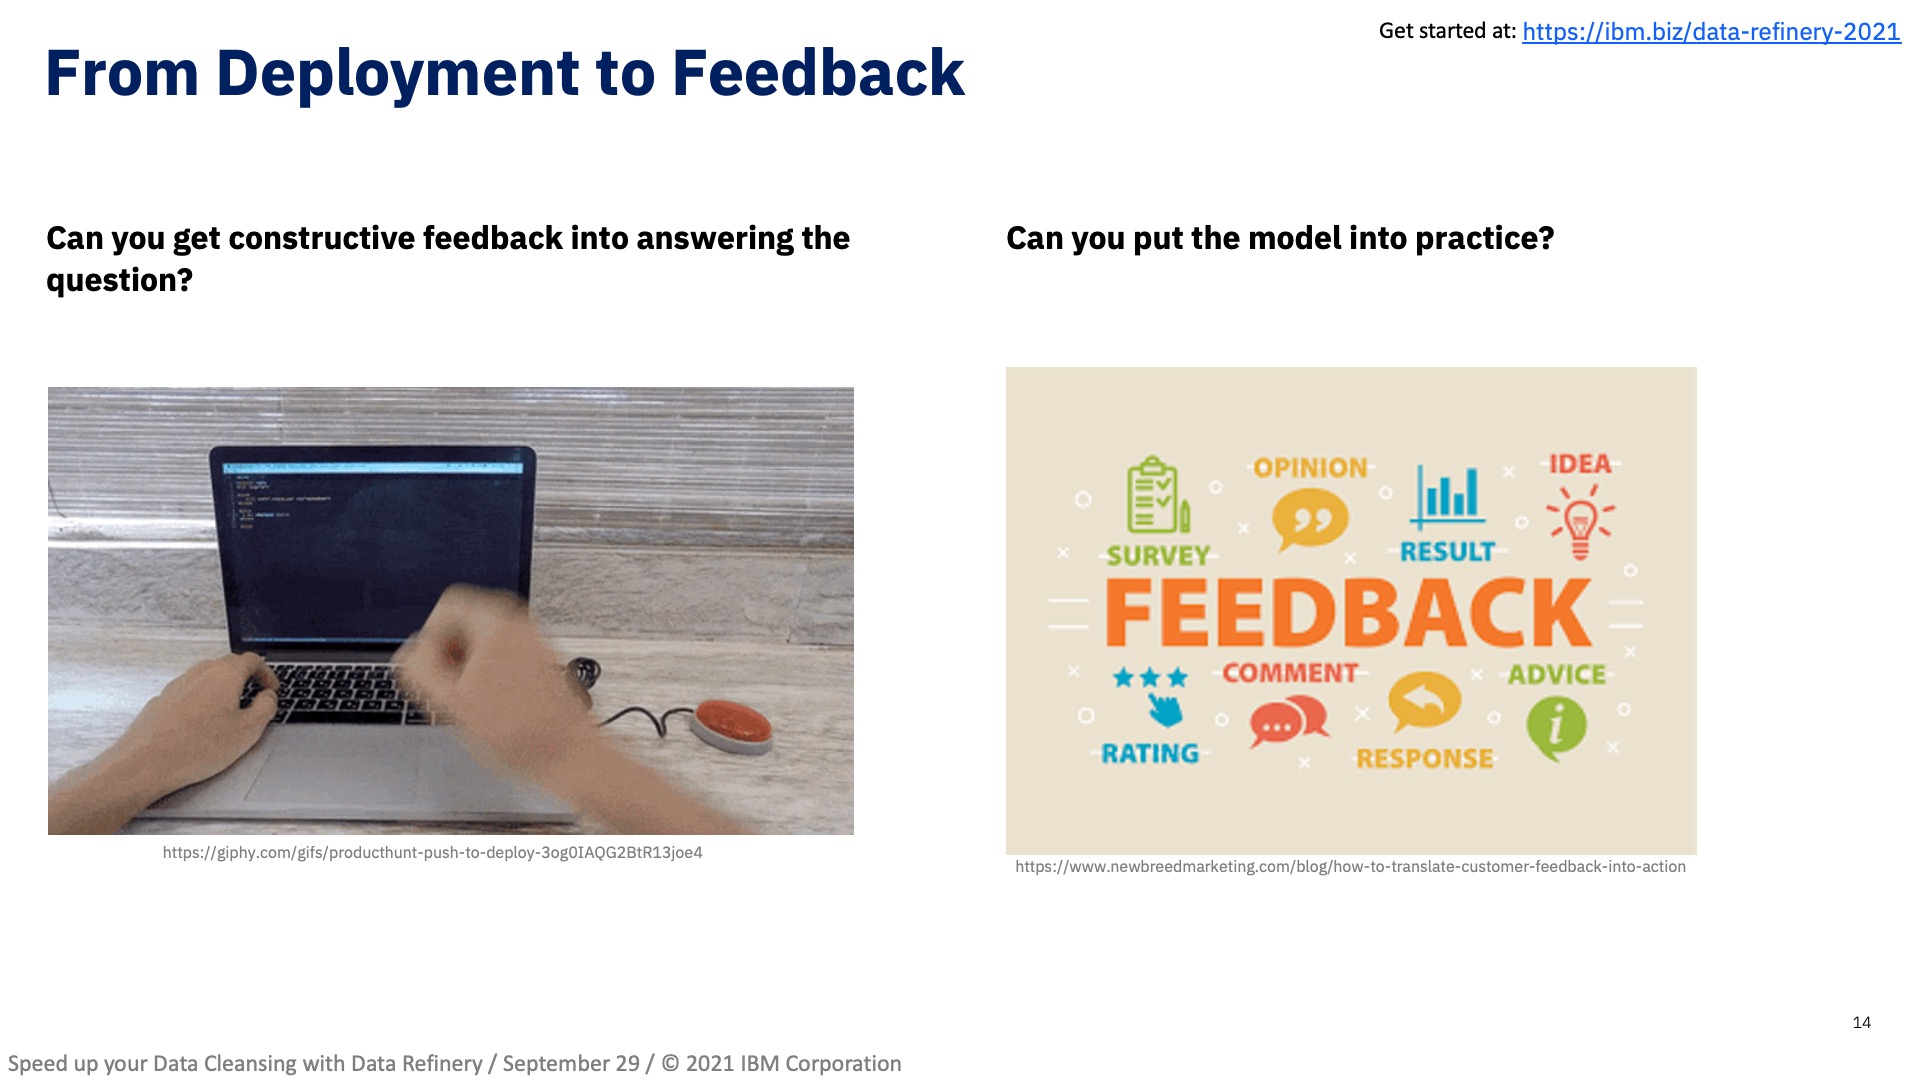 Get started at: https://ibm.biz/data-refinery-2021
From Deployment to Feedback
Can you get constructive feedback into answering the
question?
Can you put the model into practice?
SURVEY
OPINION
RESULT
IDEA
FEEDBACK
RATING
COMMENT
RESPONSE
ADVICE
https://giphy.com/gifs/producthunt-push-to-deploy-3og0IAQG2BtR13joe4
https://www.newbreedmarketing.com/blog/how-to-translate-customer-feedback-into-action
14
Speed up your Data Cleansing with Data Refinery / September 29 / © 2021 IBM Corporation